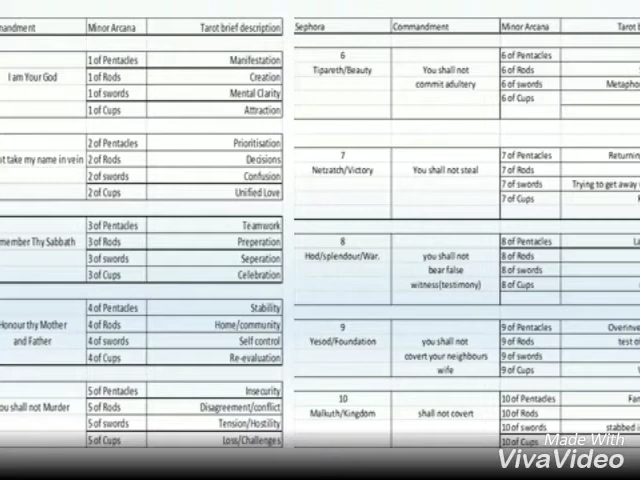 mandment Minor Arcana Tarot brief description
I am Your God
1 of Pentacles Manifestation
1 of Rods Creation
1 of swords Mental Clarity
1 of Cups Attraction
ot take my name in vein
2 of Pentacles Prioritisation
2 of Rods Decisions
2 of swords Confusion
2 of Cups Unified Love
member Thy Sabbath
3 of Pentacles Teamwork
3 of Rods Preperation
3 of swords Seperation
3 of Cups Celebration
Honour thy Mother
and Father
4 of Pentacles Stability
4 of Rods Home/community
4 of swords Self control
4 of Cups Re-evaluation
ou shall not Murder
5 of Pentacles Insecurity
5 of Rods Disagreement/conflict
5 of swords Tension/Hostility
5 of Cups Loss/Challenges
Sephora Commandment Minor Arcana Tarot b
6
Tipareth/Beauty
You shall not
commit adultery
6 of Pentacles
6 of Rods
6 of swords Metapho
6 of Cups
7
Netzatch/Victory
You shall not steal
7 of Pentacles Returnin
7 of Rods
7 of swords Trying to get away
7 of Cups
8
Hod/splendour/War.
you shall not
bear false
witness(testimony)
8 of Pentacles La
8 of Rods
8 of swords
8 of Cups
9
Yesod/Foundation
you shall not
covert your neighbours
wife
9 of Pentacles Overinve
9 of Rods test o
9 of swords
9 of Cups
10
Malkuth/Kingdom
shall not covert
10 of Pentacles Fan
10 of Rods
10 of swords stabbed i
10 of Cups
Made With
VivaVideo